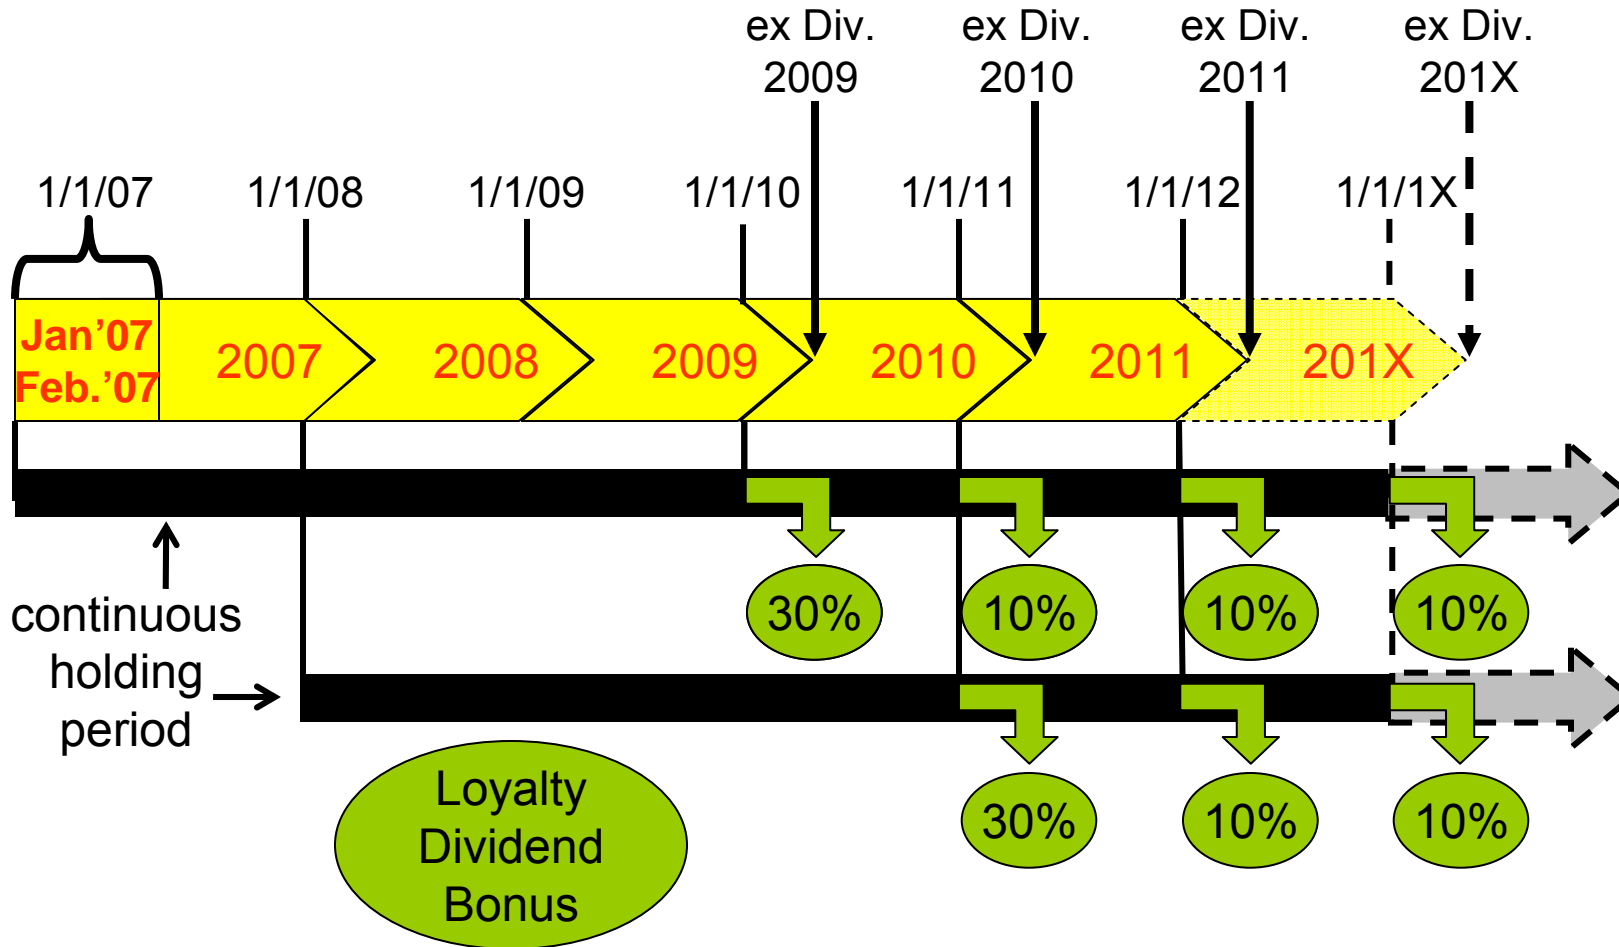 ex Div.
2009
ex Div.
2010
ex Div.
2011
ex Div.
201X
1/1/07
1/1/08
1/1/09
1/1/10
1/1/11
1/1/12
1/1/1X
Jan’07
Feb.’07
2007
2008
2009
2010
2011
201X
continuous
holding
period
30%
10%
10%
10%
30%
10%
10%
Loyalty
Dividend
Bonus